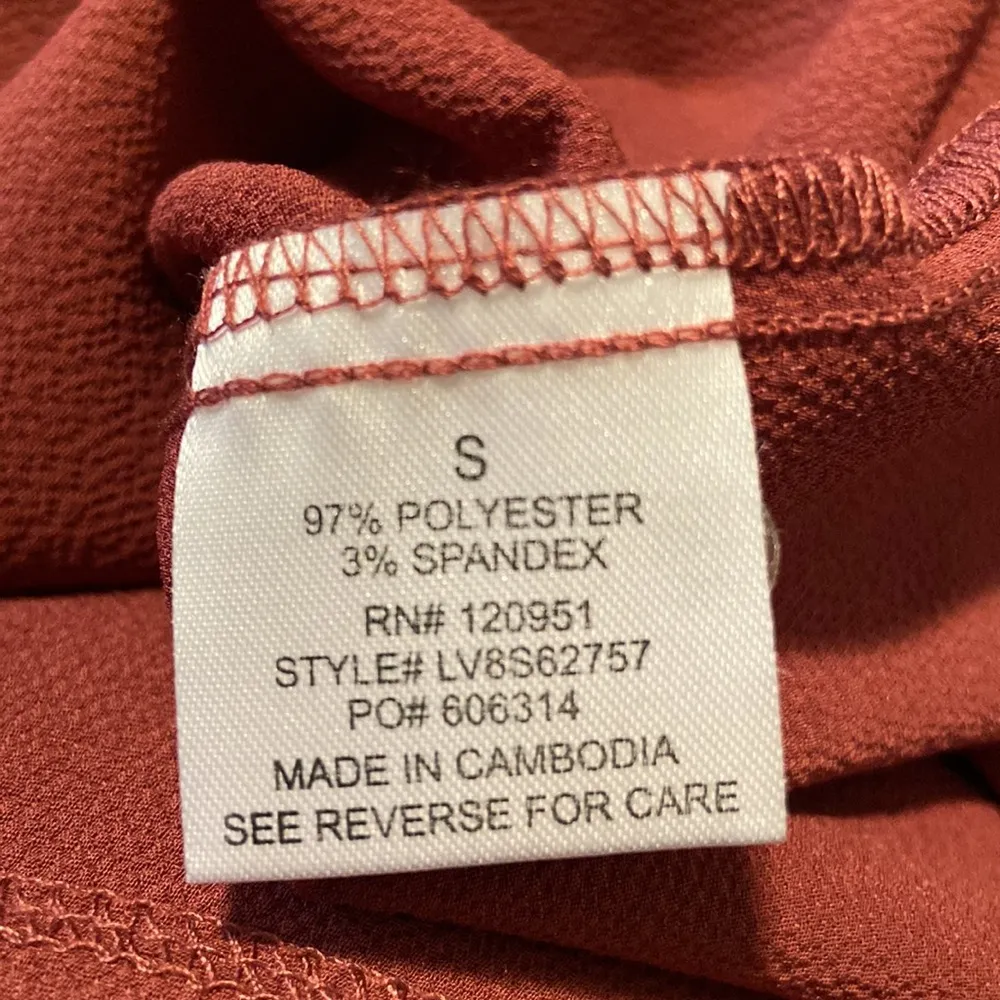 S
97% POLYESTER
3% SPANDEX
RN# 120951
STYLE# LV8S62757
PO# 606314
MADE IN CAMBODIA
SEE REVERSE FOR CARE